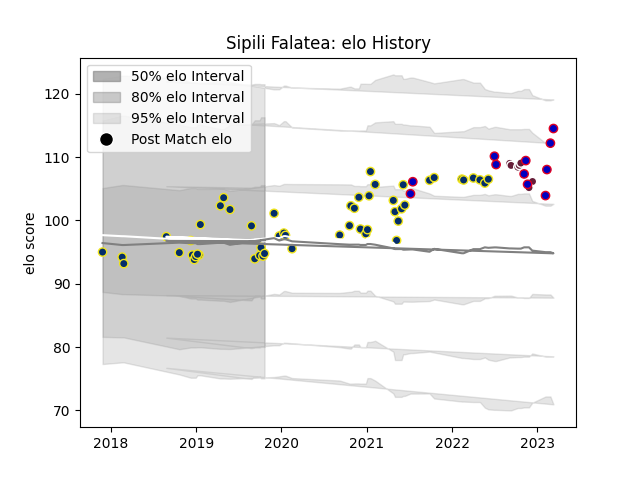 Sipili Falatea: elo History
50% elo Interval
80% elo Interval
95% elo Interval
Post Match elo
elo score
120
110
100
90
80
70
2018 2019 2020 2021 2022 2023